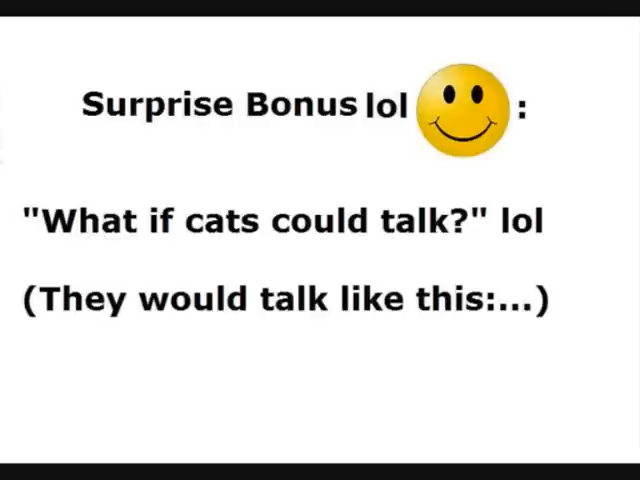 Surprise Bonus lol :
"What if cats could talk?" lol
(They would talk like this:...)